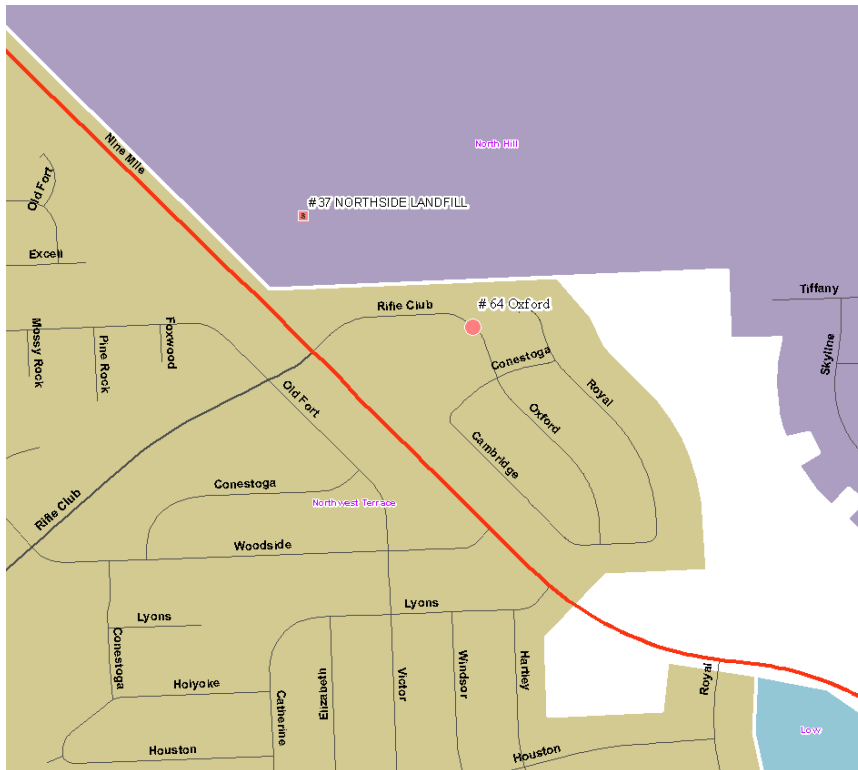 Nine Mile
North Hill
Old Fort
#37 NORTHSIDE LANDFILL
s
Excell
Tiffany
Rifle Club
# 64 Oxford
Mossy Rock
Pine Rock
Foxwood
Skyline
Conestoga
Old Fort
Royal
Oxford
Cambridge
Conestoga
Northwest Terrace
Rifle Club
Woodside
Lyons
Lyons
Conestoga
Elizabeth
Victor
Windsor
Hartley
Royal
Holyoke
Catherine
Low
Houston
Houston